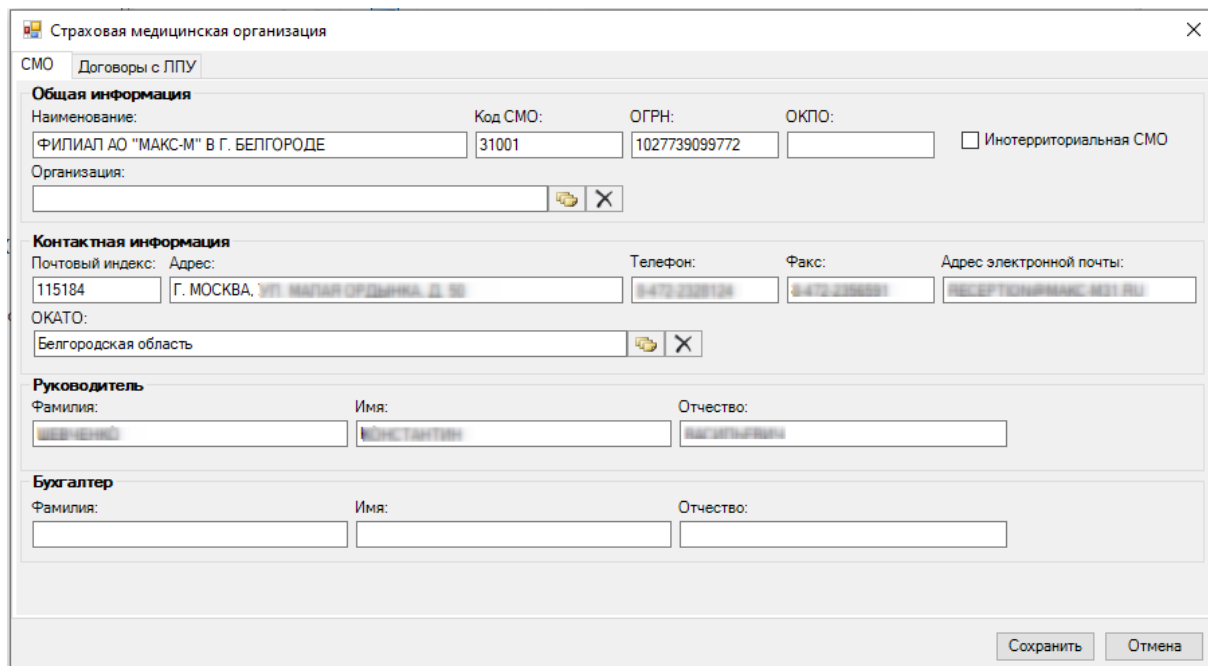 Страховая медицинская организация
СМО Договоры с ЛПУ
Общая информация
Наименование: Код СМО: ОГРН: ОКПО:
ФИЛИАЛ АО "МАКС-М" В Г. БЕЛГОРОДЕ 31001 1027739099772 Инотерриториальная СМО
Организация:
Контактная информация
Почтовый индекс: Адрес: Телефон: Факс: Адрес электронной почты:
115184 Г. МОСКВА,
ОКАТО:
Белгородская область
Руководитель
Фамилия: Имя: Отчество:
Бухгалтер
Фамилия: Имя: Отчество:
Сохранить Отмена